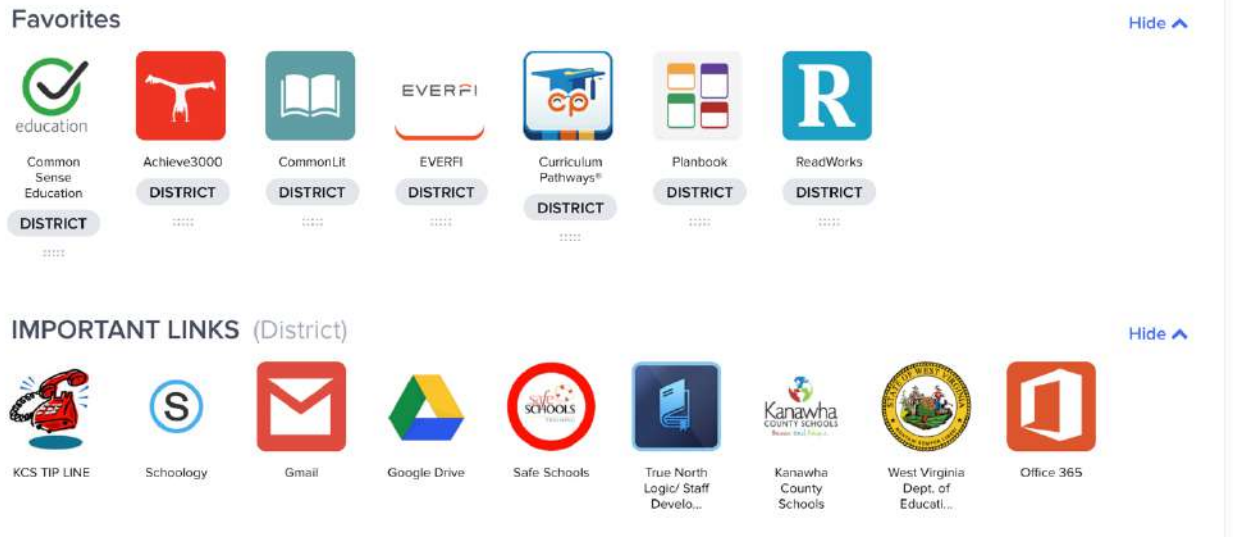 Favorites
Hide
education
EVERFI
cp
R
Common Sense Education
Achieve3000
CommonLit
EVERFI
Curriculum Pathways®
Planbook
ReadWorks
DISTRICT
DISTRICT
DISTRICT
DISTRICT
DISTRICT
DISTRICT
DISTRICT
IMPORTANT LINKS (District)
Hide
S
safe
SCHOOLS
Kanawha
COUNTY SCHOOLS
STATE OF WEST VIRGINIA
KCS TIP LINE
Schoology
Gmail
Google Drive
Safe Schools
True North
Logic/ Staff
Develo...
Kanawha
County
Schools
West Virginia
Dept. of
Educati...
Office 365